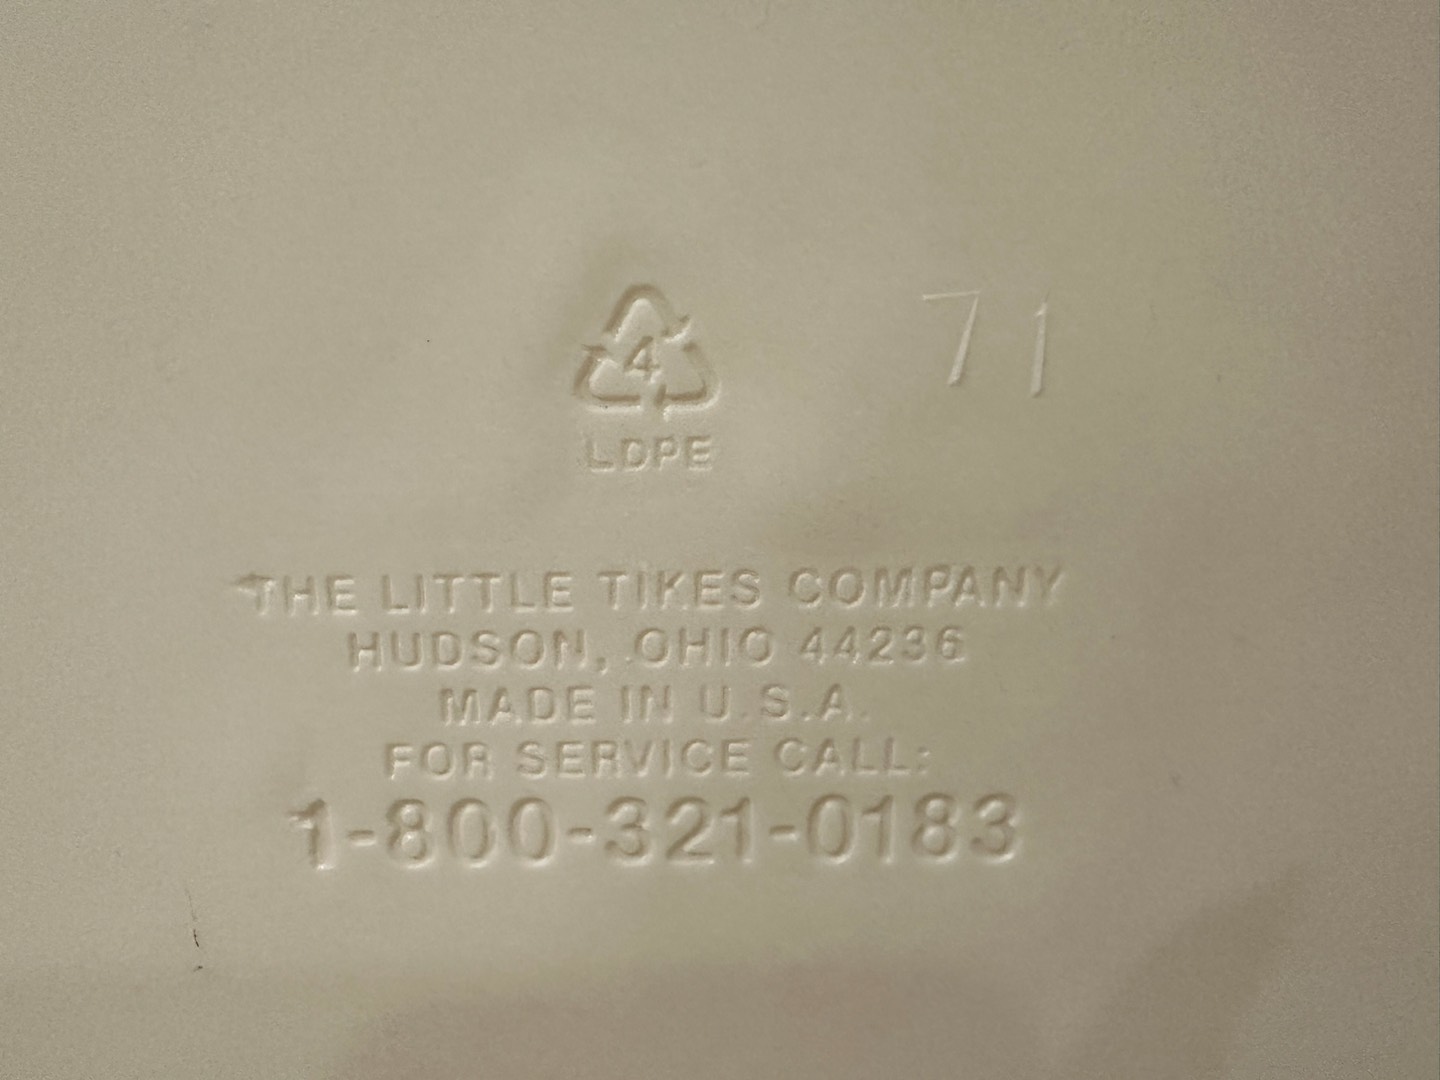 4
71
LDPE
THE LITTLE TIKES COMPANY
HUDSON, OHIO 44236
MADE IN U.S.A.
FOR SERVICE CALL:
1-800-321-0183